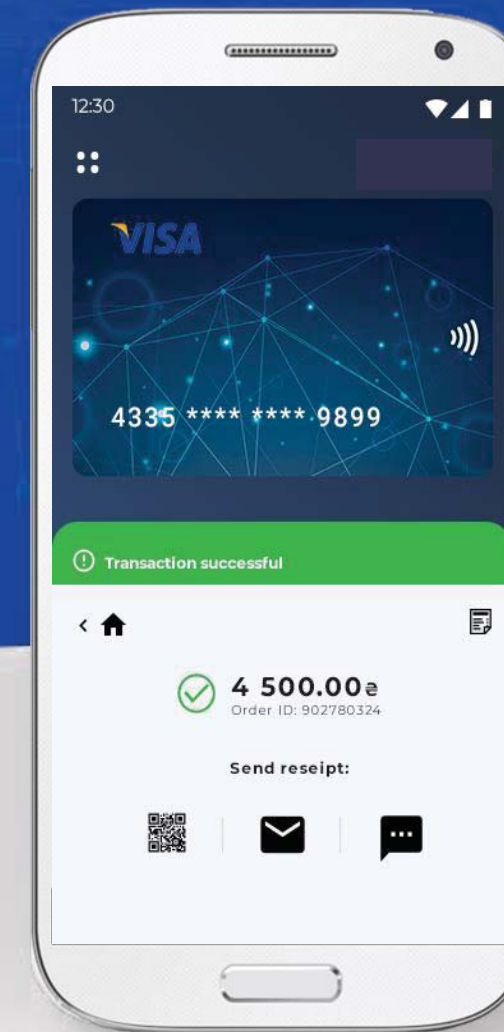 12:30
VISA
4335 **** **** 9899
Transaction successful
4 500.00₴
Order ID: 902780324
Send reseipt: